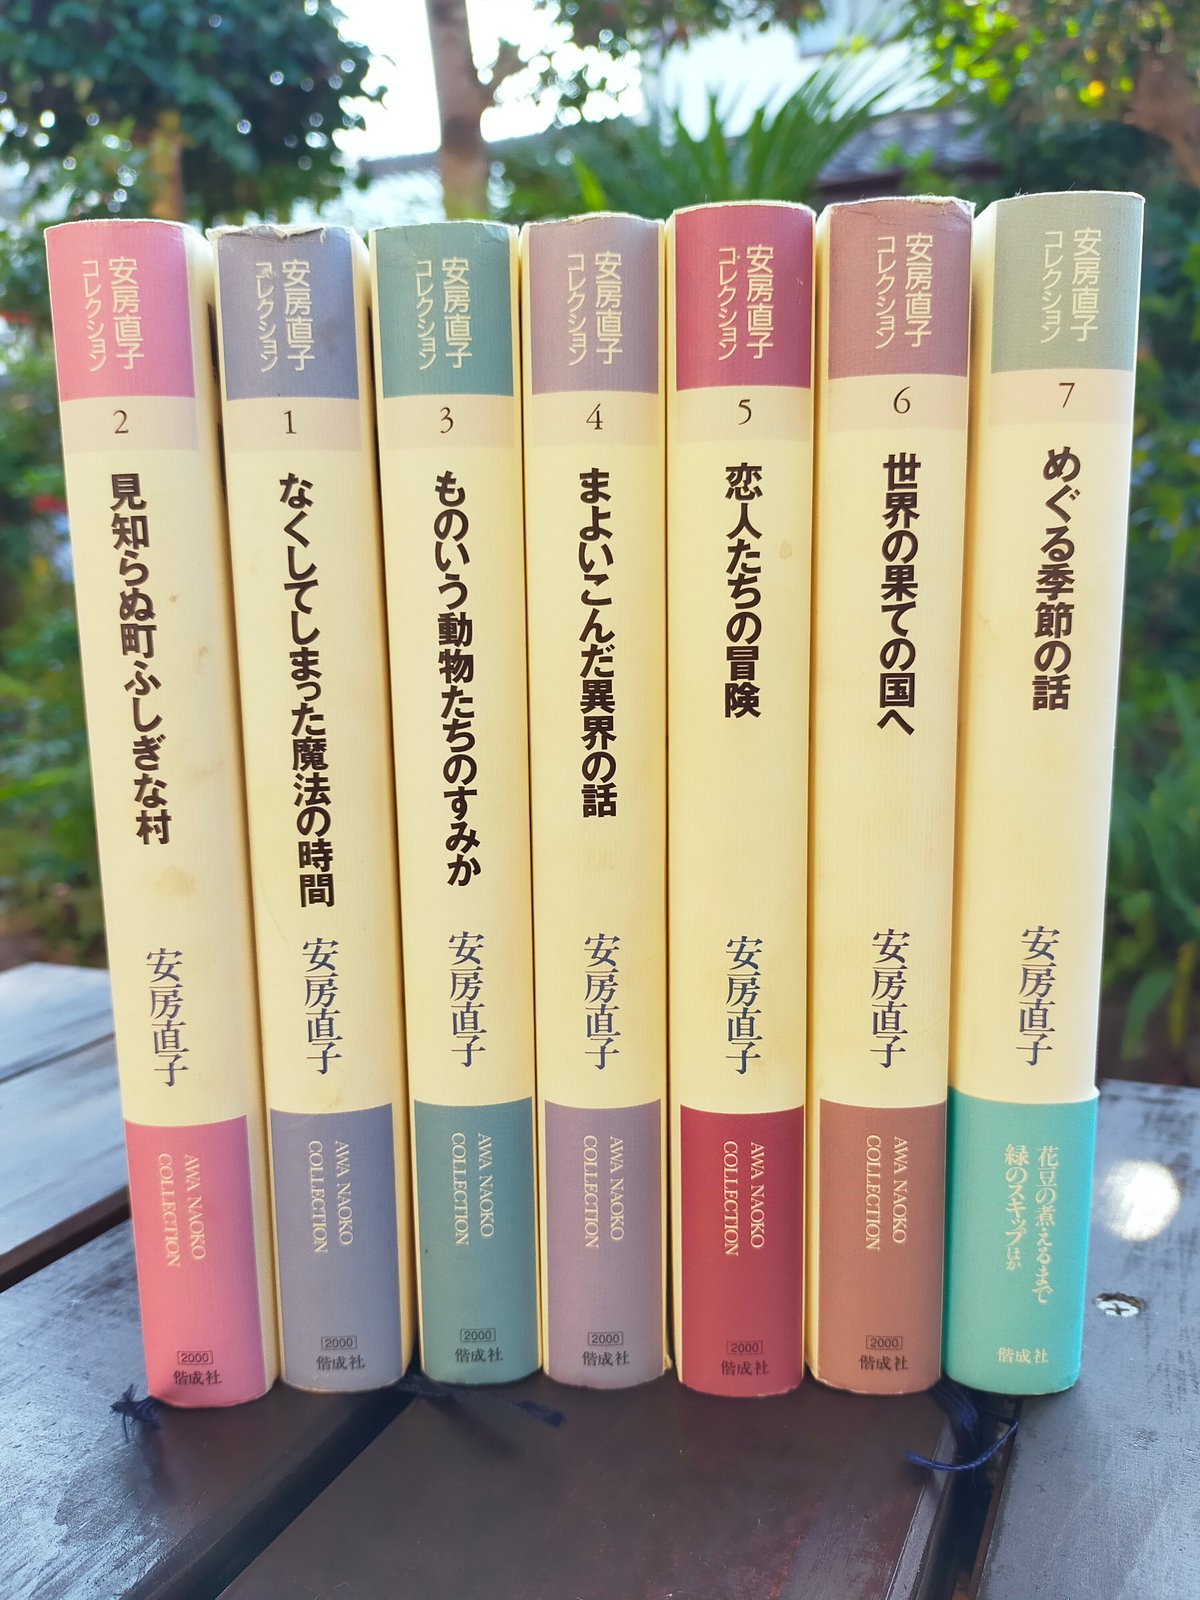 安房直子
コレクション
2
見知らぬ町ふしぎな村
安房直子
AWA NAOKO
COLLECTION
2000
偕成社
安房直子
コレクション
1
なくしてしまった魔法の時間
安房直子
AWA NAOKO
COLLECTION
2000
偕成社
安房直子
コレクション
3
ものいう動物たちのすみか
安房直子
AWA NAOKO
COLLECTION
2000
偕成社
安房直子
コレクション
4
まよいこんだ異界の話
安房直子
AWA NAOKO
COLLECTION
2000
偕成社
安房直子
コレクション
5
恋人たちの冒険
安房直子
AWA NAOKO
COLLECTION
2000
偕成社
安房直子
コレクション
6
世界の果ての国へ
安房直子
AWA NAOKO
COLLECTION
2000
偕成社
安房直子
コレクション
7
めぐる季節の話
安房直子
花豆の煮えるまで
緑のスキップほか
偕成社